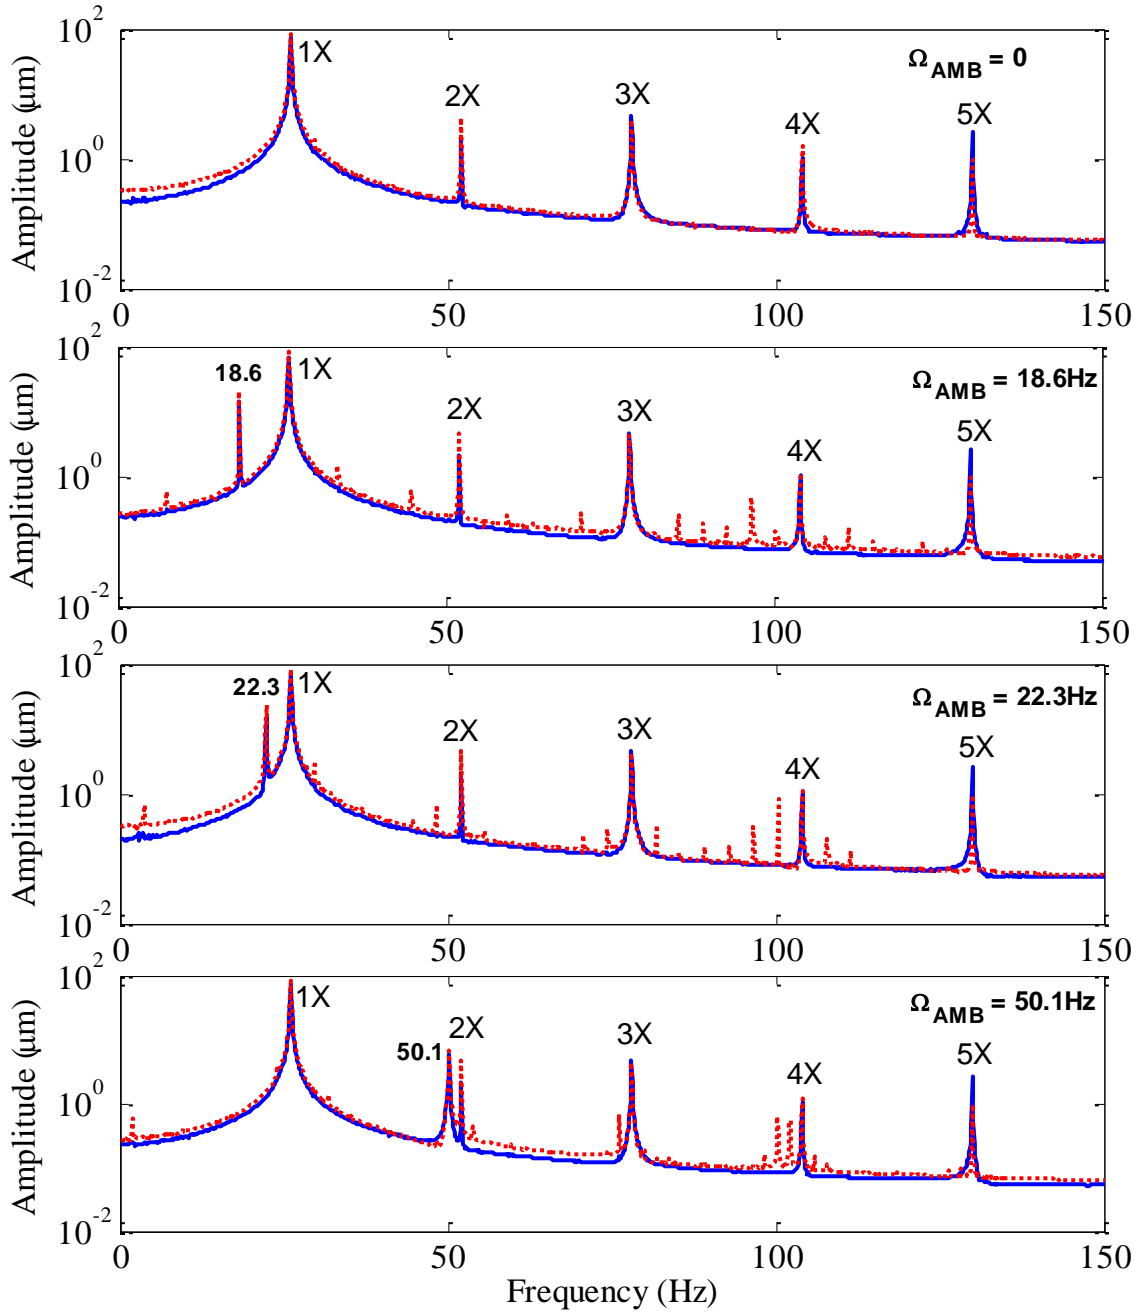 Amplitude (μm)
10^2
10^0
10^-2
1X
2X
3X
4X
5X
Ω_AMB = 0
0
50
100
150
Amplitude (μm)
10^2
10^0
10^-2
18.6
1X
2X
3X
4X
5X
Ω_AMB = 18.6Hz
0
50
100
150
Amplitude (μm)
10^2
10^0
10^-2
22.3
1X
2X
3X
4X
5X
Ω_AMB = 22.3Hz
0
50
100
150
Amplitude (μm)
10^2
10^0
10^-2
1X
50.1
2X
3X
4X
5X
Ω_AMB = 50.1Hz
0
50
100
150
Frequency (Hz)